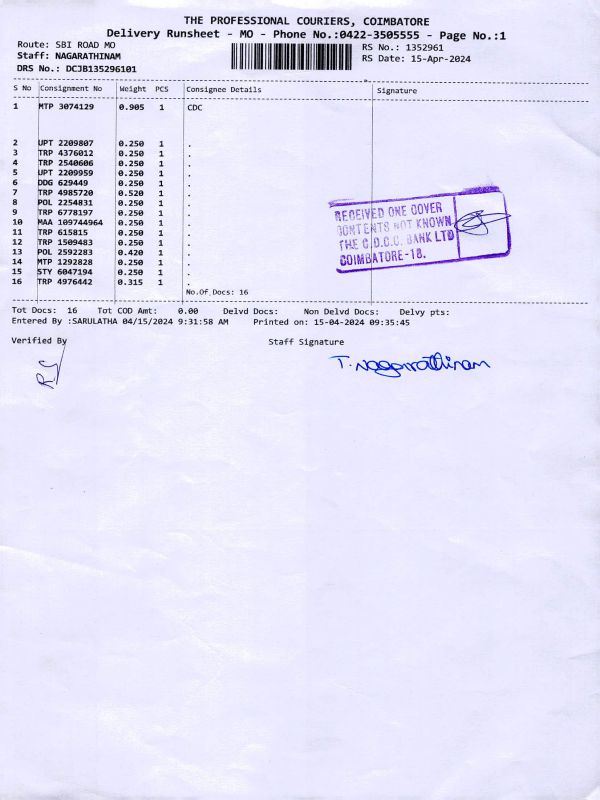 THE PROFESSIONAL COURIERS, COIMBATORE
Delivery Runsheet - MO - Phone No.:0422-3505555 - Page No.:1
Route: SBI ROAD MO RS No.: 1352961
Staff: NAGARATHINAM RS Date: 15-Apr-2024
DRS No.: DCJB135296101
S No Consignment No Weight PCS Consignee Details Signature
1 MTP 3074129 0.905 1 CDC
2 UPT 2209807 0.250 1 .
3 TRP 4376012 0.250 1 .
4 TRP 2540606 0.250 1 .
5 UPT 2209959 0.250 1 .
6 DDG 629449 0.250 1 .
7 TRP 4985720 0.520 1 .
8 POL 2254831 0.250 1 .
9 TRP 6778197 0.250 1 .
10 MAA 109744964 0.250 1 .
11 TRP 615815 0.250 1 .
12 TRP 1509483 0.250 1 .
13 POL 2592283 0.420 1 .
14 MTP 1292828 0.250 1 .
15 STY 6047194 0.250 1 .
16 TRP 4976442 0.315 1 .
No.Of Docs: 16
RECEIVED ONE COVER
CONTENTS NOT KNOWN
THE C.D.C.C. BANK LTD
COIMBATORE-18.
Tot Docs: 16 Tot COD Amt: 0.00 Delvd Docs: Non Delvd Docs: Delvy pts:
Entered By :SARULATHA 04/15/2024 9:31:58 AM Printed on: 15-04-2024 09:35:45
Verified By Staff Signature
T. Nagarathinam